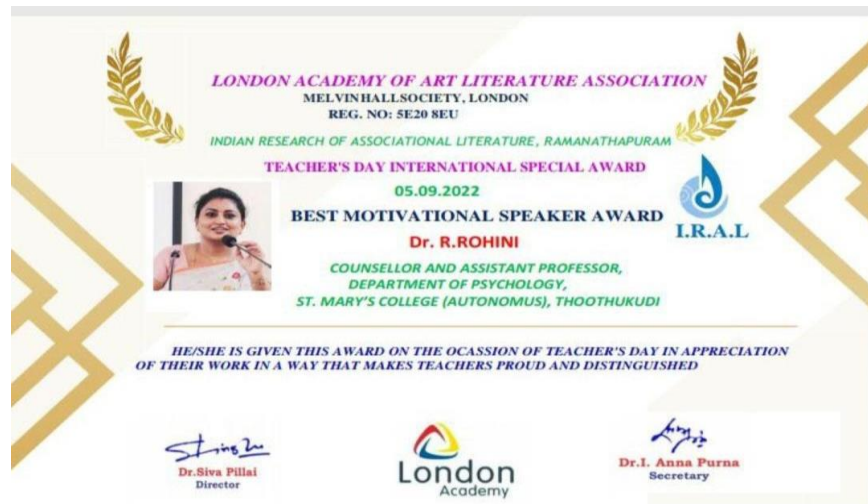 LONDON ACADEMY OF ART LITERATURE ASSOCIATION
MELVINHALLSOCIETY, LONDON
REG. NO: 5E20 8EU
INDIAN RESEARCH OF ASSOCIATIONAL LITERATURE, RAMANATHAPURAM
TEACHER'S DAY INTERNATIONAL SPECIAL AWARD
05.09.2022
BEST MOTIVATIONAL SPEAKER AWARD
I.R.A.L
Dr. R.ROHINI
COUNSELLOR AND ASSISTANT PROFESSOR,
DEPARTMENT OF PSYCHOLOGY,
ST. MARY'S COLLEGE (AUTONOMUS), THOOTHUKUDI
HE/SHE IS GIVEN THIS AWARD ON THE OCASSION OF TEACHER'S DAY IN APPRECIATION
OF THEIR WORK IN A WAY THAT MAKES TEACHERS PROUD AND DISTINGUISHED
Dr.Siva Pillai
Director
London
Academy
Dr.I. Anna Purna
Secretary